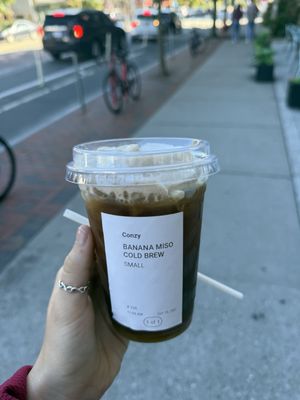 Conzy
BANANA MISO
COLD BREW
SMALL
1 of 1